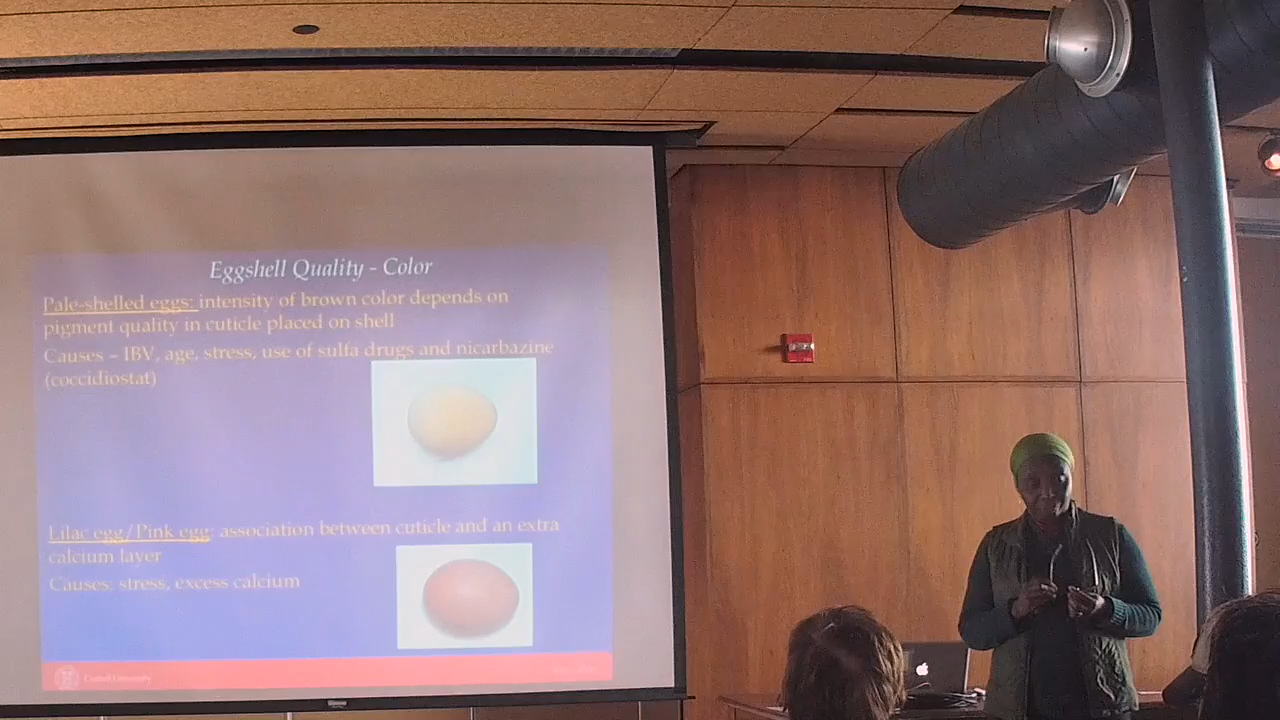 Eggshell Quality - Color
Pale-shelled eggs: intensity of brown color depends on
pigment quality in cuticle placed on shell
Causes – IBV, age, stress, use of sulfa drugs and nicarbazine
(coccidiostat)
Lilac egg/Pink egg: association between cuticle and an extra
calcium layer
Causes: stress, excess calcium
Cornell University